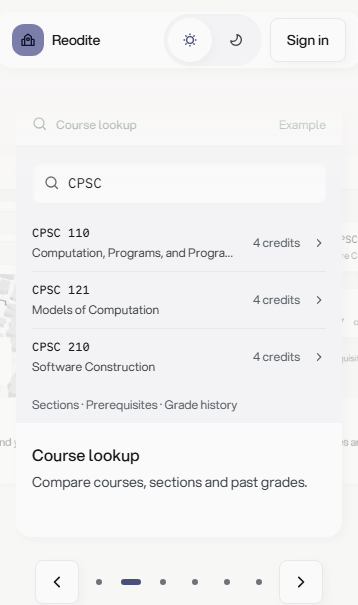 Reodite
Sign in
Course lookup
Example
CPSC
CPSC 110
Computation, Programs, and Progra...
4 credits
CPSC 121
Models of Computation
4 credits
CPSC 210
Software Construction
4 credits
Sections · Prerequisites · Grade history
Course lookup
Compare courses, sections and past grades.